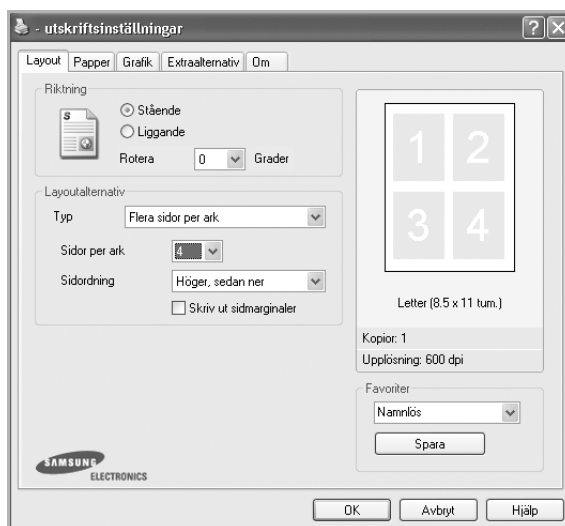 - utskriftsinställningar
Layout Papper Grafik Extraalternativ Om
Riktning
S
Stående
Liggande
Rotera 0 Grader
Layoutalternativ
Typ Flera sidor per ark
Sidor per ark 4
Sidordning Höger, sedan ner
Skriv ut sidmarginaler
1 2
3 4
Letter (8.5 x 11 tum.)
Kopior: 1
Upplösning: 600 dpi
Favoriter
Namnlös
Spara
SAMSUNG
ELECTRONICS
OK Avbryt Hjälp